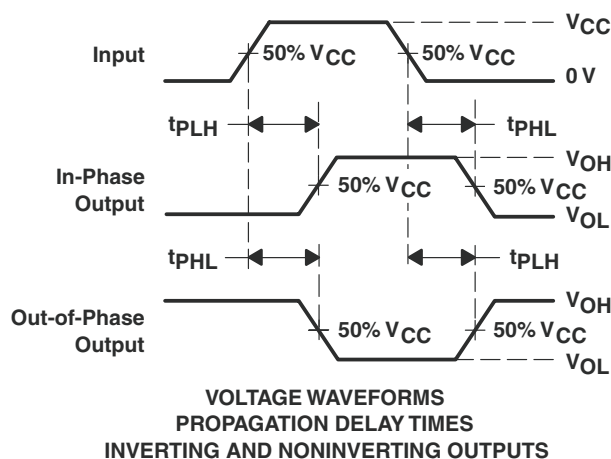 VCC
Input
50% VCC
50% VCC
0 V
tPLH
tPHL
In-Phase
Output
50% VCC
VOH
50% VCC
VOL
tPHL
tPLH
Out-of-Phase
Output
50% VCC
VOH
50% VCC
VOL
VOLTAGE WAVEFORMS
PROPAGATION DELAY TIMES
INVERTING AND NONINVERTING OUTPUTS